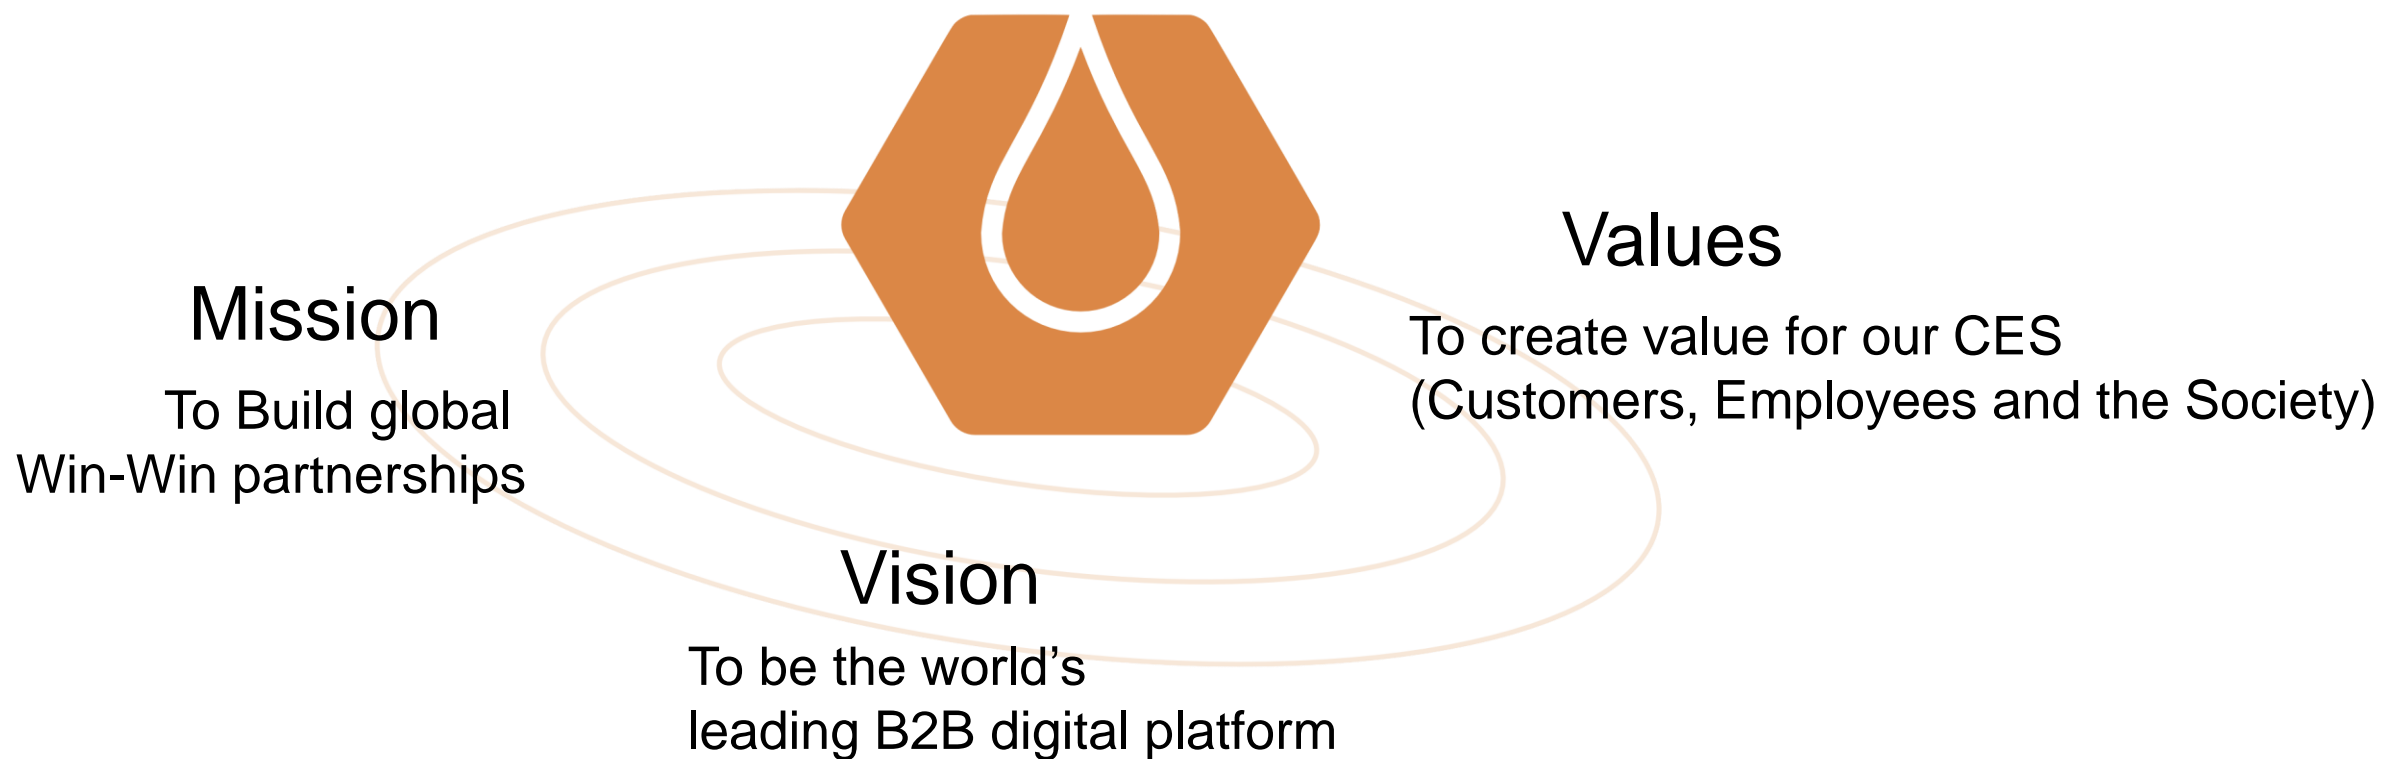 Mission
To Build global
Win-Win partnerships
Vision
To be the world’s
leading B2B digital platform
Values
To create value for our CES
(Customers, Employees and the Society)